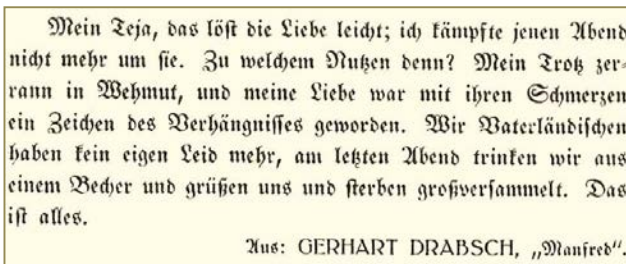 Mein Teja, das löst die Liebe leicht; ich kämpfte jenen Abend
nicht mehr um sie. Zu welchem Nutzen denn? Mein Trotz zer-
rann in Wehmut, und meine Liebe war mit ihren Schmerzen
ein Zeichen des Verhängnisses geworden. Wir Vaterländischen
haben kein eigen Leid mehr, am letzten Abend trinken wir aus
einem Becher und grüßen uns und sterben großversammelt. Das
ist alles.
Aus: GERHART DRABSCH, „Manfred“.